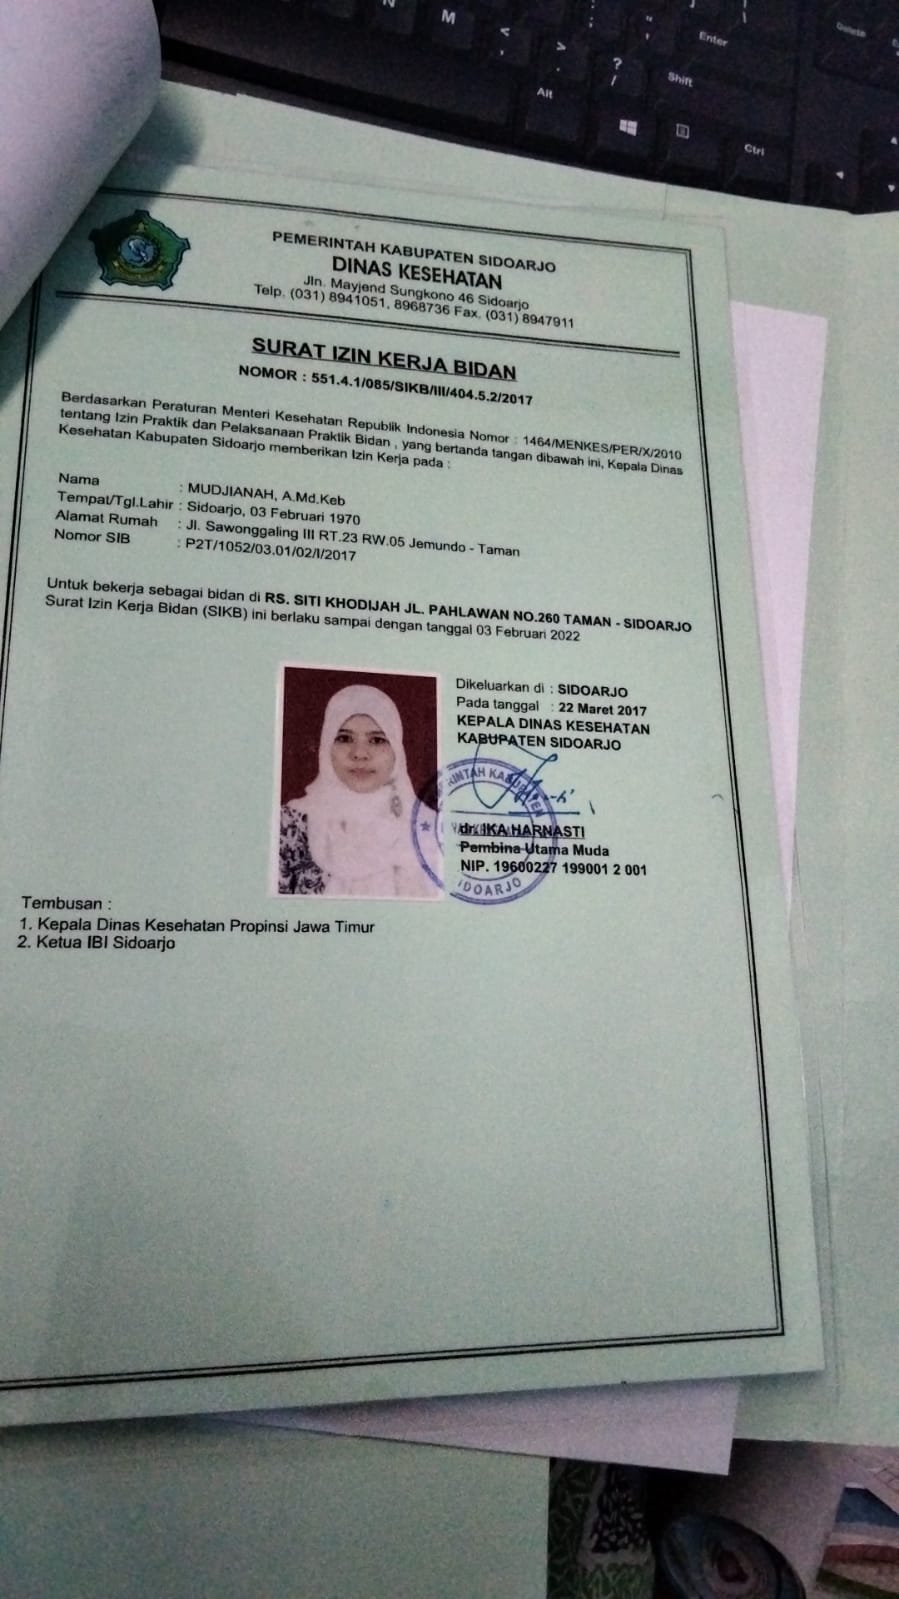 N M < > ? / Enter Shift Alt Ctrl Delete
PEMERINTAH KABUPATEN SIDOARJO
DINAS KESEHATAN
Jln. Mayjend Sungkono 46 Sidoarjo
Telp. (031) 8941051, 8968736 Fax. (031) 8947911
SURAT IZIN KERJA BIDAN
NOMOR : 551.4.1/085/SIKB/III/404.5.2/2017
Berdasarkan Peraturan Menteri Kesehatan Republik Indonesia Nomor : 1464/MENKES/PER/X/2010
tentang Izin Praktik dan Pelaksanaan Praktik Bidan , yang bertanda tangan dibawah ini, Kepala Dinas
Kesehatan Kabupaten Sidoarjo memberikan Izin Kerja pada :
Nama : MUDJIANAH, A.Md.Keb
Tempat/Tgl.Lahir : Sidoarjo, 03 Februari 1970
Alamat Rumah : Jl. Sawonggaling III RT.23 RW.05 Jemundo - Taman
Nomor SIB : P2T/1052/03.01/02/I/2017
Untuk bekerja sebagai bidan di RS. SITI KHODIJAH JL. PAHLAWAN NO.260 TAMAN - SIDOARJO
Surat Izin Kerja Bidan (SIKB) ini berlaku sampai dengan tanggal 03 Februari 2022
Dikeluarkan di : SIDOARJO
Pada tanggal : 22 Maret 2017
KEPALA DINAS KESEHATAN
KABUPATEN SIDOARJO
RINTAH KABUPATEN
dr. IKA HARNASTI
Pembina Utama Muda
NIP. 19600227 199001 2 001
IDOARJO
Tembusan :
1. Kepala Dinas Kesehatan Propinsi Jawa Timur
2. Ketua IBI Sidoarjo